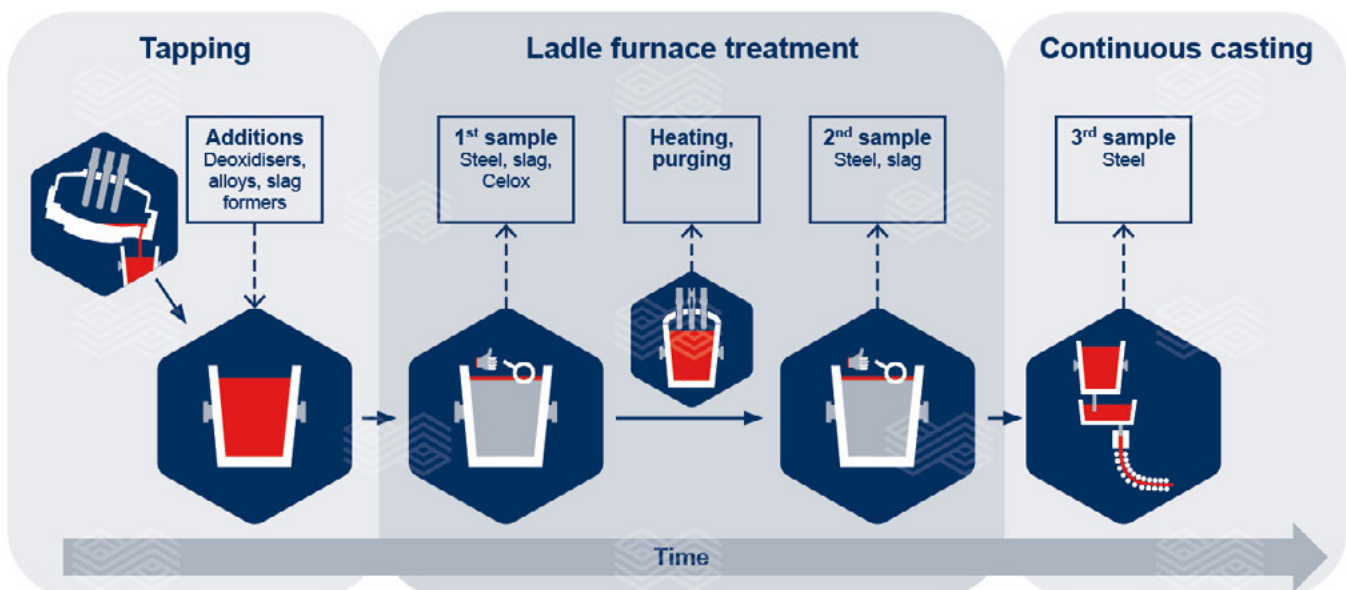 Tapping
Ladle furnace treatment
Continuous casting
Additions
Deoxidisers,
alloys, slag
formers
1st sample
Steel, slag,
Celox
Heating,
purging
2nd sample
Steel, slag
3rd sample
Steel
Time